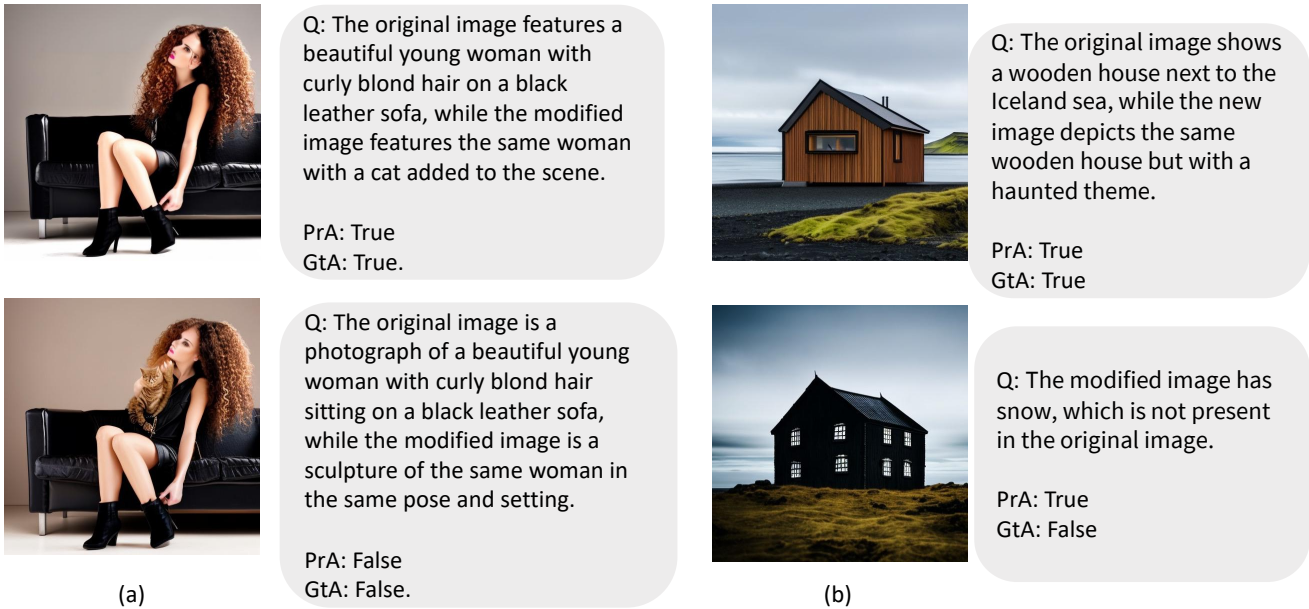 Q: The original image features a
beautiful young woman with
curly blond hair on a black
leather sofa, while the modified
image features the same woman
with a cat added to the scene.
PrA: True
GtA: True.
Q: The original image is a
photograph of a beautiful young
woman with curly blond hair
sitting on a black leather sofa,
while the modified image is a
sculpture of the same woman in
the same pose and setting.
PrA: False
GtA: False.
(a)
Q: The original image shows
a wooden house next to the
Iceland sea, while the new
image depicts the same
wooden house but with a
haunted theme.
PrA: True
GtA: True
Q: The modified image has
snow, which is not present
in the original image.
PrA: True
GtA: False
(b)